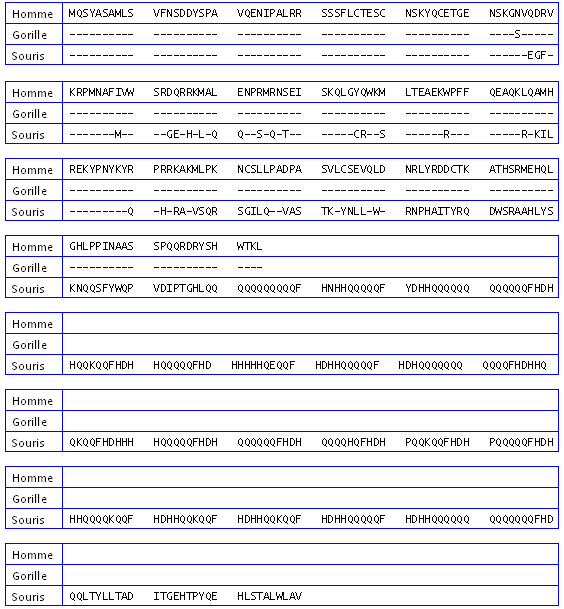 Homme MQSYASAMLS VFNSDDYSPA VQENIPALRR SSSFLCTESC NSKYQCETGE NSKGNVQDRV
Gorille ---------- ---------- ---------- ---------- ---------- ----S-----
Souris ---------- ---------- ---------- ---------- ---------- ------EGF-
Homme KRPMNAFIVW SRDQRRKMAL ENPRMRNSEI SKQLGYQWKM LTEAEKWPFF QEAQKLQAMH
Gorille ---------- ---------- ---------- ---------- ---------- ----------
Souris -------M-- --GE-H-L-Q Q--S-Q-T-- -----CR--S ------R--- -----R-KIL
Homme REKYPNYKYR PRRKAKMLPK NCSLLPADPA SVLCSEVQLD NRLYRDDCTK ATHSRMEHQL
Gorille ---------- ---------- ---------- ---------- ---------- ----------
Souris ---------Q -H-RA-VSQR SGILQ--VAS TK-YNLL-W- RNPHAITYRQ DWSRAAHLYS
Homme GHLPPINAAS SPQQRDRYSH WTKL
Gorille ---------- ---------- ----
Souris KNQQSFYWQP VDIPTGHLQQ QQQQQQQQQF HNHHQQQQQF YDHHQQQQQQ QQQQQQFHDH
Homme
Gorille
Souris HQQKQQFHDH HQQQQQFHD HHHHHQEQQF HDHHQQQQQF HDHQQQQQQQ QQQQFHDHHQ
Homme
Gorille
Souris QKQQFHDHHH HQQQQQFHDH QQQQQQFHDH QQQQHQFHDH PQQKQQFHDH PQQQQQFHDH
Homme
Gorille
Souris HHQQQQKQQF HDHHQQKQQF HDHHQQKQQF HDHHQQQQQF HDHHQQQQQQ QQQQQQQFHD
Homme
Gorille
Souris QQLTYLLTAD ITGEHTPYQE HLSTALWLAV